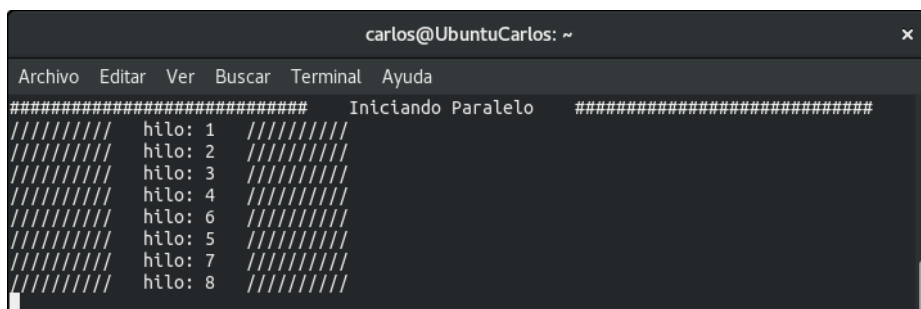 carlos@UbuntuCarlos: ~ ×
Archivo Editar Ver Buscar Terminal Ayuda
############################# Iniciando Paralelo #############################
////////// hilo: 1 //////////
////////// hilo: 2 //////////
////////// hilo: 3 //////////
////////// hilo: 4 //////////
////////// hilo: 6 //////////
////////// hilo: 5 //////////
////////// hilo: 7 //////////
////////// hilo: 8 //////////